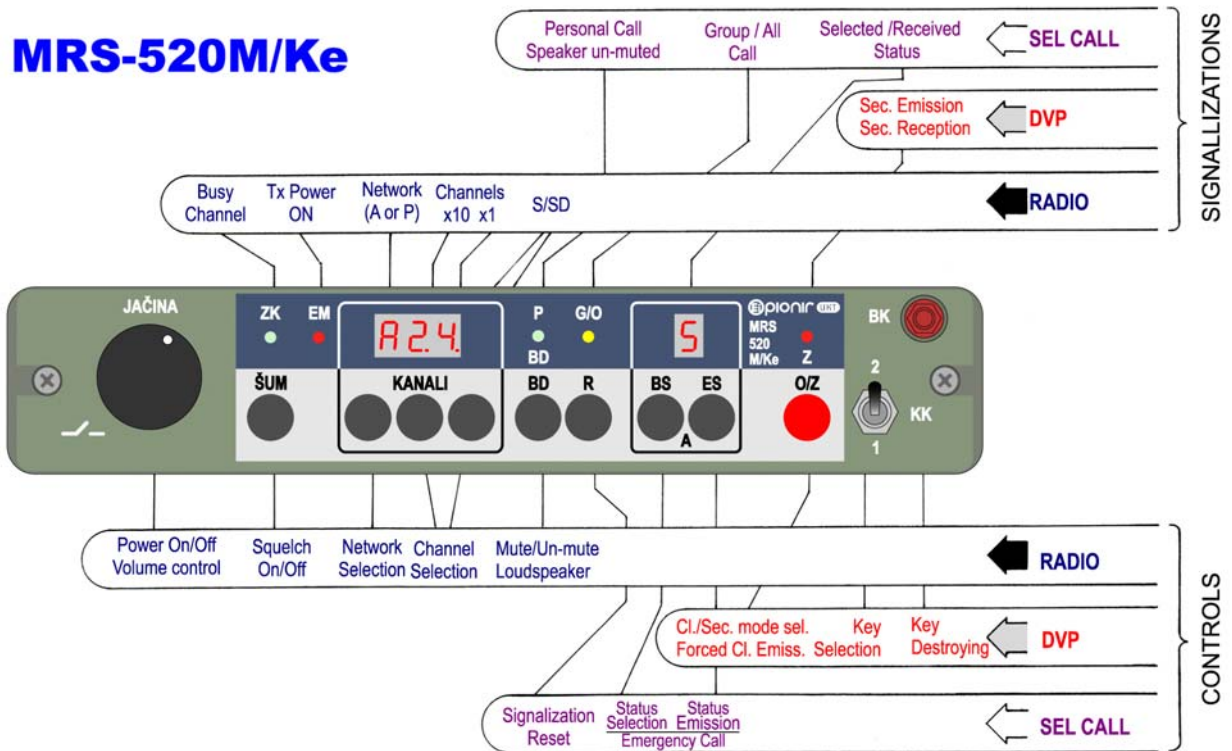 MRS-520M/Ke
Personal Call
Speaker un-muted
Group / All
Call
Selected /Received
Status
SEL CALL
Sec. Emission
Sec. Reception
DVP
Busy
Channel
Tx Power
ON
Network
(A or P)
Channels
x10 x1
S/SD
RADIO
SIGNALLIZATIONS
JAČINA
ZK
EM
A 2.4.
P
BD
G/O
S
Ei pionir UKT
MRS
520
M/Ke
Z
BK
ŠUM
KANALI
BD
R
BS
ES
A
O/Z
2
KK
1
Power On/Off
Volume control
Squelch
On/Off
Network
Selection
Channel
Selection
Mute/Un-mute
Loudspeaker
RADIO
Cl./Sec. mode sel.
Forced Cl. Emiss.
Key
Selection
Key
Destroying
DVP
Signalization
Reset
Status
Selection
Status
Emission
Emergency Call
SEL CALL
CONTROLS